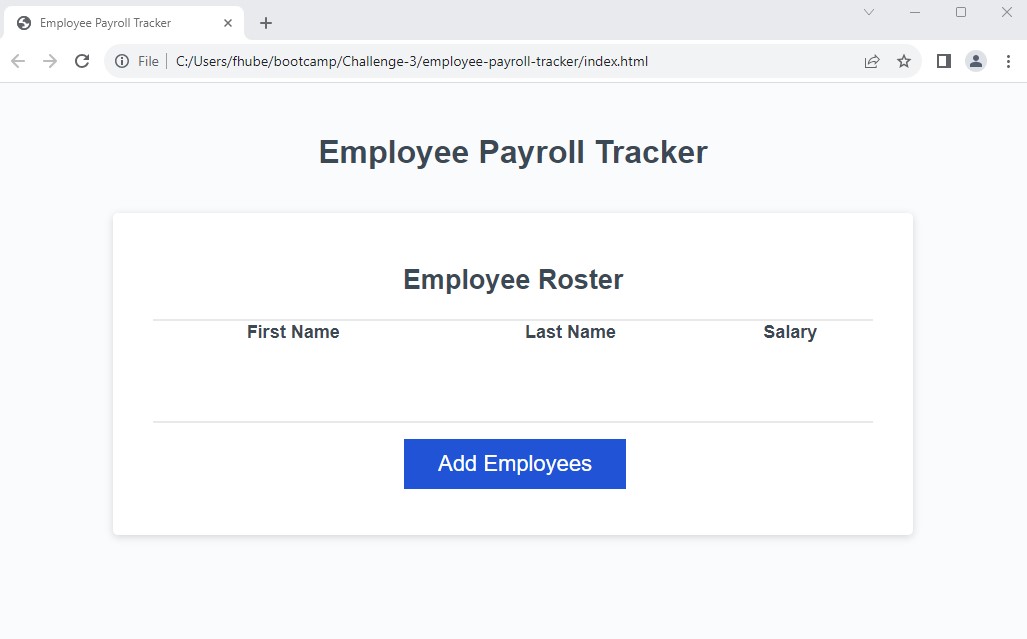 Employee Payroll Tracker
File C:/Users/fhube/bootcamp/Challenge-3/employee-payroll-tracker/index.html
Employee Payroll Tracker
Employee Roster
First Name Last Name Salary
Add Employees